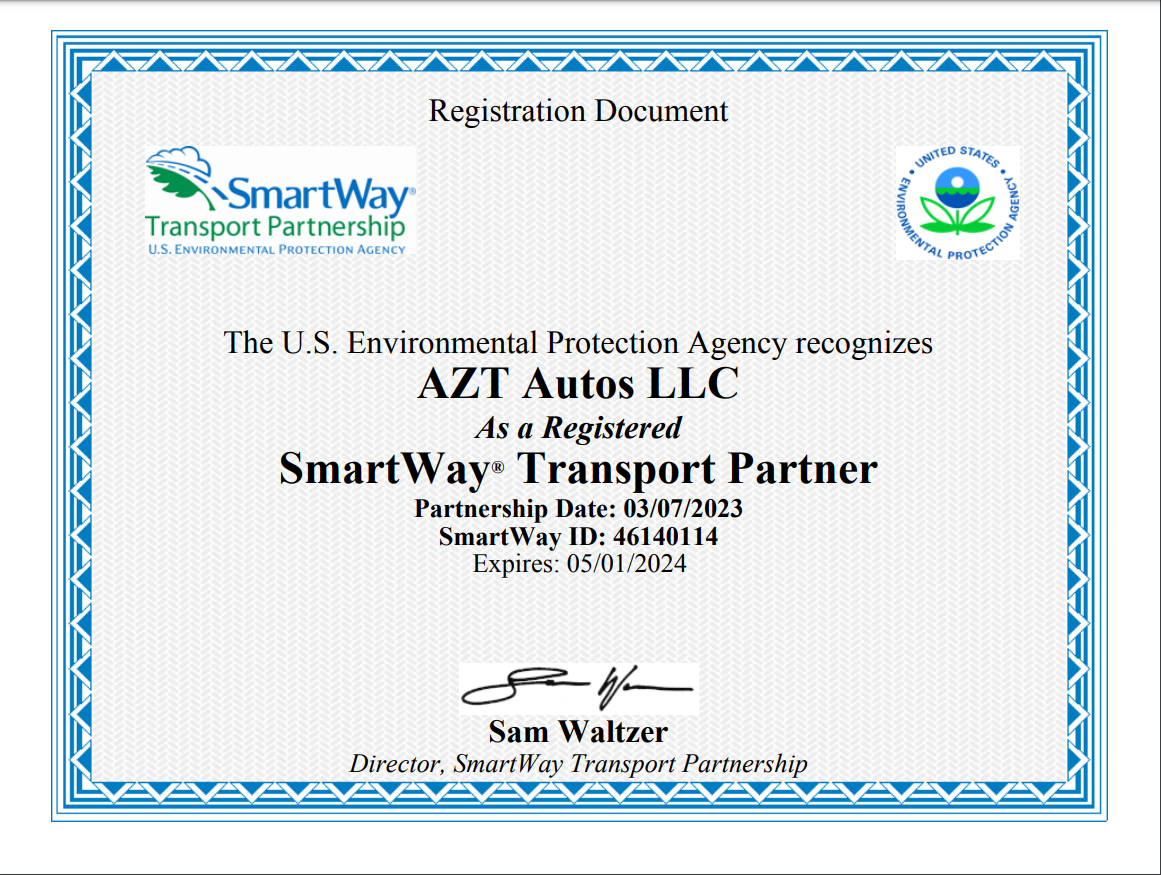 Registration Document
SmartWay®
Transport Partnership
U.S. ENVIRONMENTAL PROTECTION AGENCY
UNITED STATES
ENVIRONMENTAL PROTECTION AGENCY
The U.S. Environmental Protection Agency recognizes
AZT Autos LLC
As a Registered
SmartWay® Transport Partner
Partnership Date: 03/07/2023
SmartWay ID: 46140114
Expires: 05/01/2024
Sam Waltzer
Director, SmartWay Transport Partnership